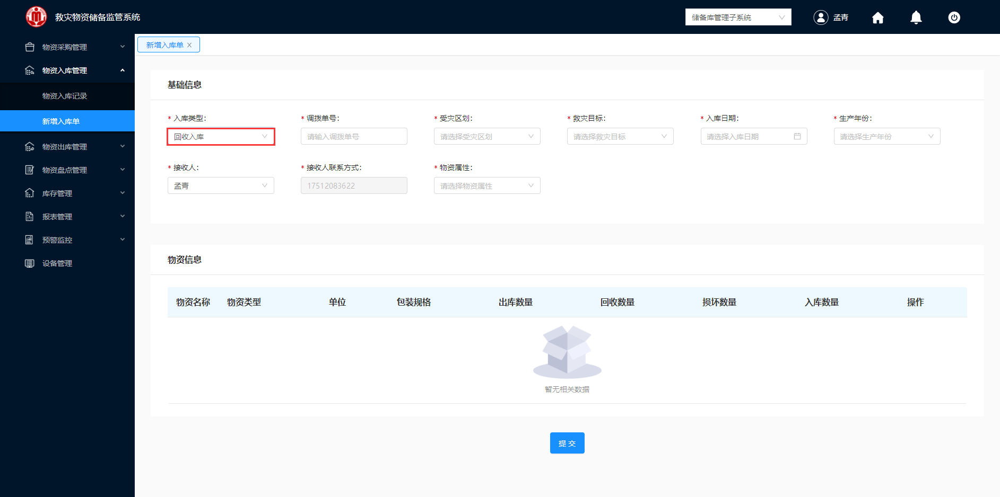 救灾物资储备监管系统
储备库管理子系统
孟青
物资采购管理
物资入库管理
物资入库记录
新增入库单
物资出库管理
物资盘点管理
库存管理
报表管理
预警监控
设备管理
新增入库单
基础信息
* 入库类型: * 调拨单号: * 受灾区划: * 救灾目标: * 入库日期: * 生产年份:
回收入库 请输入调拨单号 请选择受灾区划 请选择救灾目标 请选择入库日期 请选择生产年份
* 接收人: * 接收人联系方式: * 物资属性:
孟青 17512083622 请选择物资属性
物资信息
物资名称 物资类型 单位 包装规格 出库数量 回收数量 损坏数量 入库数量 操作
暂无相关数据
提 交